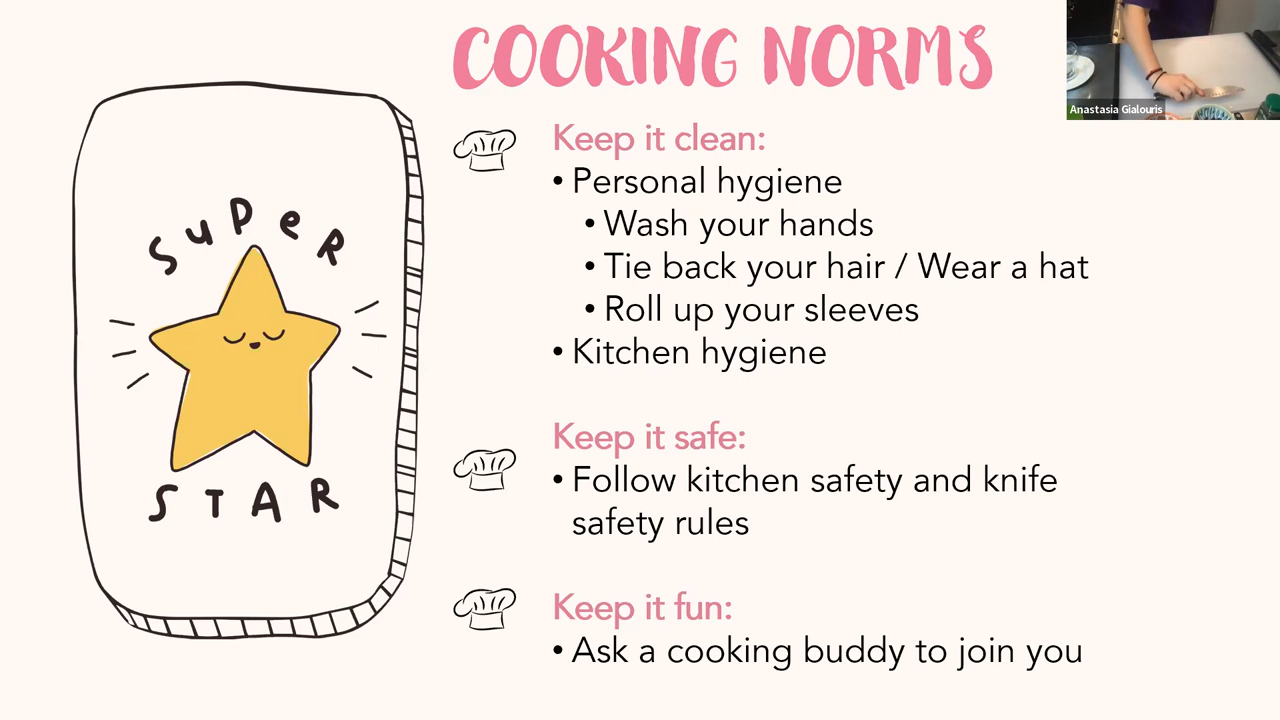 COOKING NORMS
Anastasia Gialouris
SUPER
STAR
Keep it clean:
• Personal hygiene
• Wash your hands
• Tie back your hair / Wear a hat
• Roll up your sleeves
• Kitchen hygiene
Keep it safe:
• Follow kitchen safety and knife
safety rules
Keep it fun:
• Ask a cooking buddy to join you